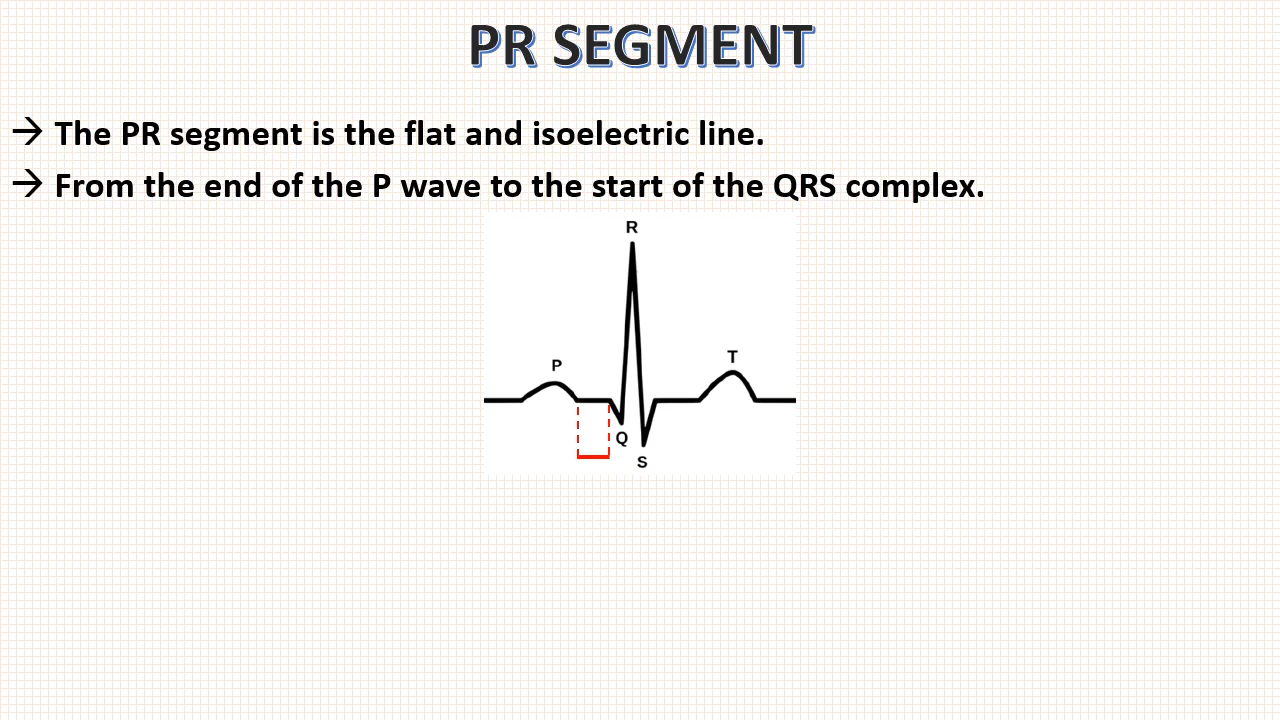 PR SEGMENT
→ The PR segment is the flat and isoelectric line.
→ From the end of the P wave to the start of the QRS complex.
R
P
T
Q
S